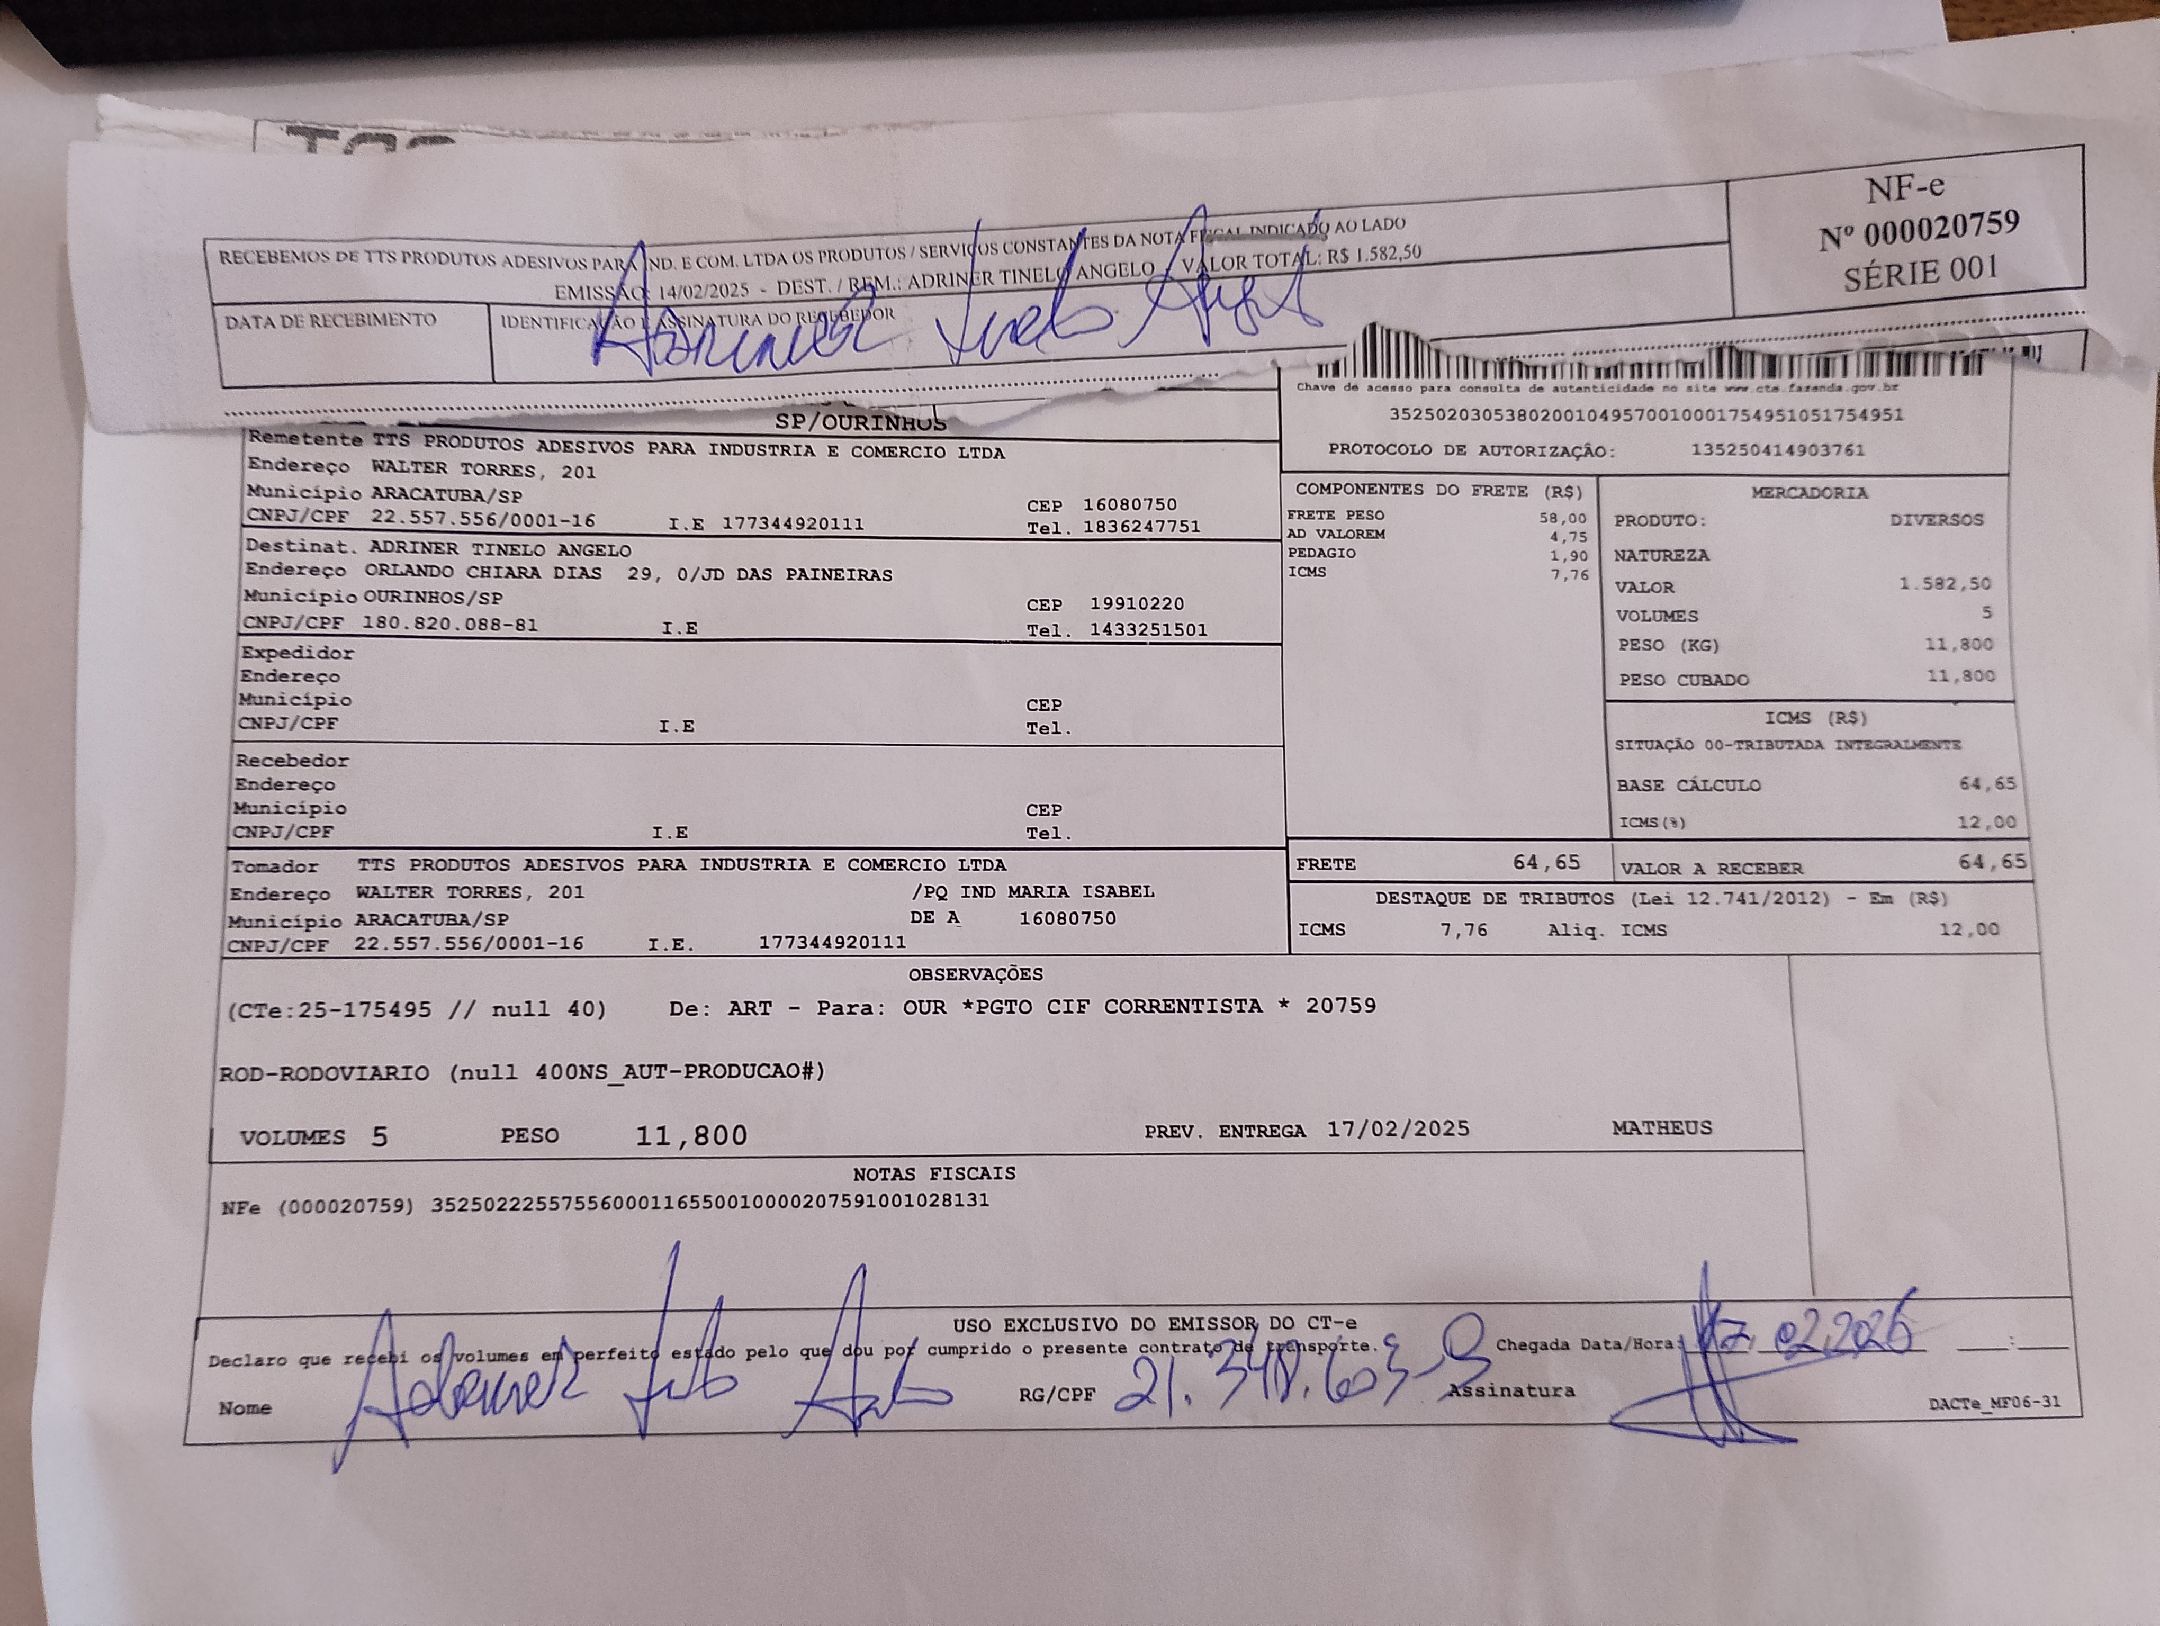 RECEBEMOS DE TTS PRODUTOS ADESIVOS PARA IND. E COM. LTDA OS PRODUTOS / SERVIÇOS CONSTANTES DA NOTA FISCAL INDICADO AO LADO
EMISSÃO: 14/02/2025 - DEST. / REM.: ADRINER TINELO ANGELO / VALOR TOTAL: R$ 1.582,50
NF-e
Nº 000020759
SÉRIE 001
DATA DE RECEBIMENTO
IDENTIFICAÇÃO E ASSINATURA DO RECEBEDOR
Adriner Tinelo Angelo
Chave de acesso para consulta de autenticidade no site www.cte.fazenda.gov.br
35250203053802001049570010001754951051754951
PROTOCOLO DE AUTORIZAÇÃO: 135250414903761
SP/OURINHOS
Remetente TTS PRODUTOS ADESIVOS PARA INDUSTRIA E COMERCIO LTDA
Endereço WALTER TORRES, 201
Município ARACATUBA/SP CEP 16080750
CNPJ/CPF 22.557.556/0001-16 I.E 177344920111 Tel. 1836247751
Destinat. ADRINER TINELO ANGELO
Endereço ORLANDO CHIARA DIAS 29, 0/JD DAS PAINEIRAS
Município OURINHOS/SP CEP 19910220
CNPJ/CPF 180.820.088-81 I.E Tel. 1433251501
Expedidor
Endereço
Município CEP
CNPJ/CPF I.E Tel.
Recebedor
Endereço
Município CEP
CNPJ/CPF I.E Tel.
Tomador TTS PRODUTOS ADESIVOS PARA INDUSTRIA E COMERCIO LTDA
Endereço WALTER TORRES, 201 /PQ IND MARIA ISABEL
Município ARACATUBA/SP DE A 16080750
CNPJ/CPF 22.557.556/0001-16 I.E. 177344920111
COMPONENTES DO FRETE (R$)
FRETE PESO 58,00
AD VALOREM 4,75
PEDAGIO 1,90
ICMS 7,76
MERCADORIA
PRODUTO: DIVERSOS
NATUREZA
VALOR 1.582,50
VOLUMES 5
PESO (KG) 11,800
PESO CUBADO 11,800
ICMS (R$)
SITUAÇÃO 00-TRIBUTADA INTEGRALMENTE
BASE CÁLCULO 64,65
ICMS(%) 12,00
FRETE 64,65 VALOR A RECEBER 64,65
DESTAQUE DE TRIBUTOS (Lei 12.741/2012) - Em (R$)
ICMS 7,76 Aliq. ICMS 12,00
OBSERVAÇÕES
(CTe:25-175495 // null 40) De: ART - Para: OUR *PGTO CIF CORRENTISTA * 20759
ROD-RODOVIARIO (null 400NS_AUT-PRODUCAO#)
VOLUMES 5 PESO 11,800 PREV. ENTREGA 17/02/2025 MATHEUS
NOTAS FISCAIS
NFe (000020759) 35250222557556000116550010000207591001028131
USO EXCLUSIVO DO EMISSOR DO CT-e
Declaro que recebi os volumes em perfeito estado pelo que dou por cumprido o presente contrato de transporte. Chegada Data/Hora: 02.2025 :
Nome Adriner RG/CPF 21.348.603-9 Assinatura
DACTe_MF06-31